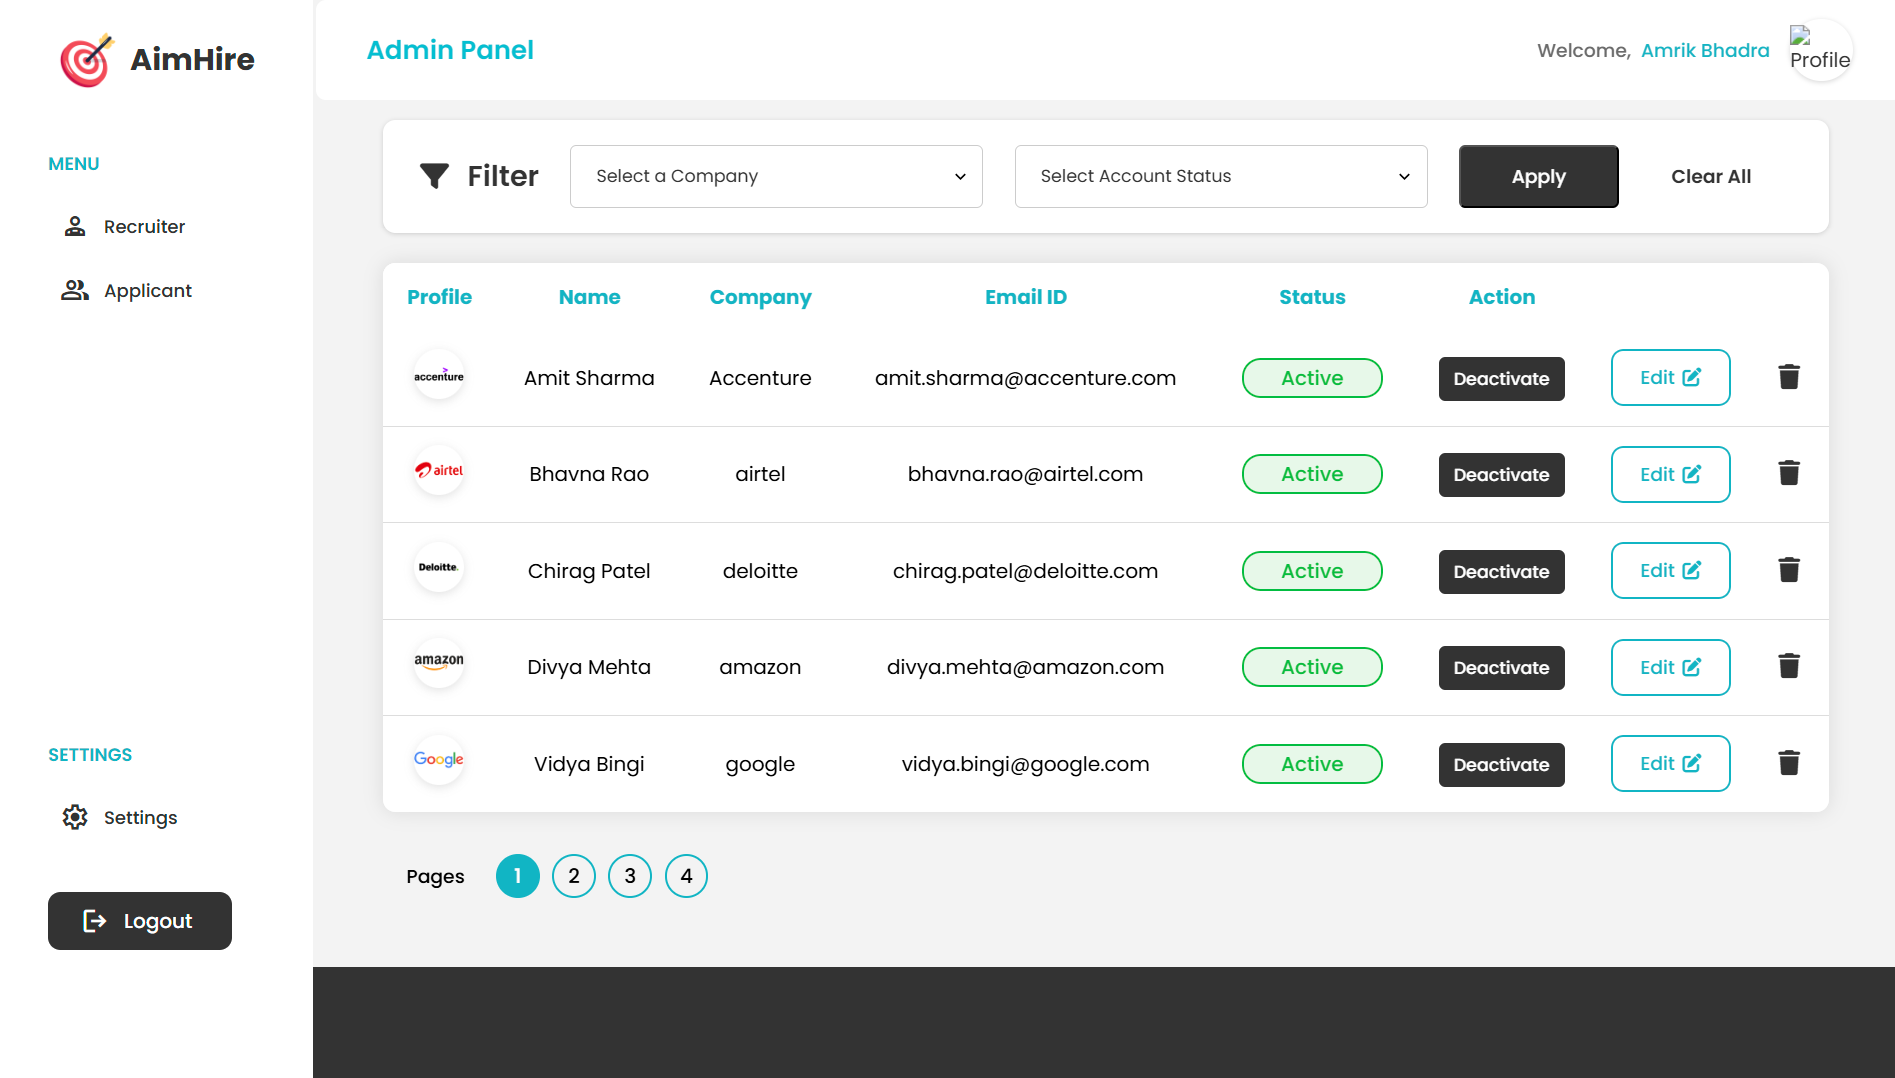 AimHire
Admin Panel
Welcome, Amrik Bhadra
Profile
MENU
Recruiter
Applicant
SETTINGS
Settings
Logout
Filter
Select a Company
Select Account Status
Apply
Clear All
Profile Name Company Email ID Status Action
accenture Amit Sharma Accenture amit.sharma@accenture.com Active Deactivate Edit
airtel Bhavna Rao airtel bhavna.rao@airtel.com Active Deactivate Edit
Deloitte. Chirag Patel deloitte chirag.patel@deloitte.com Active Deactivate Edit
amazon Divya Mehta amazon divya.mehta@amazon.com Active Deactivate Edit
Google Vidya Bingi google vidya.bingi@google.com Active Deactivate Edit
Pages 1 2 3 4